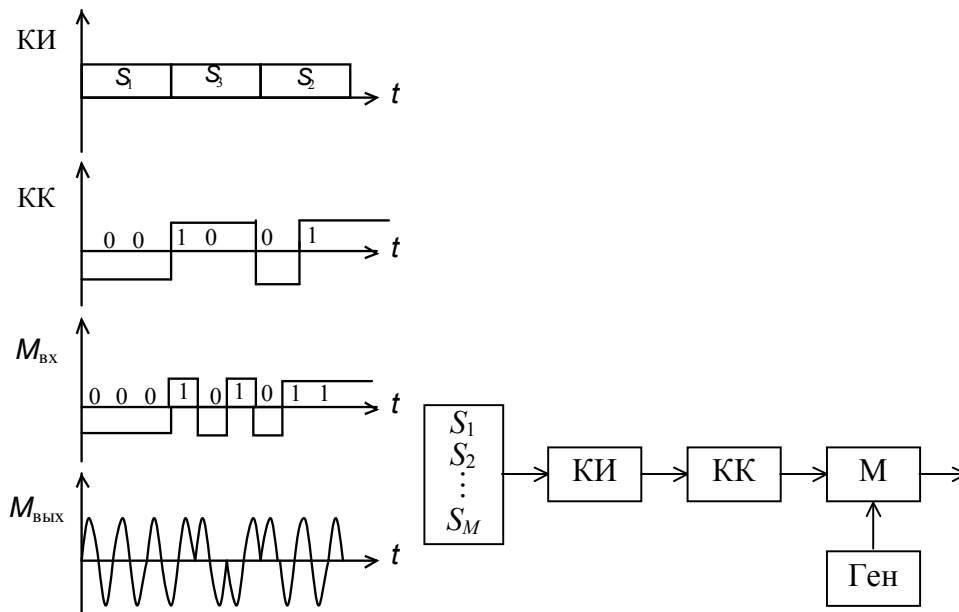 КИ
S₁ S₃ S₂
t
КК
0 0 1 0 0 1
t
Mвх
0 0 0 1 0 1 0 1 1
t
Mвых
t
S₁
S₂
⋮
S_M
КИ
КК
М
Ген